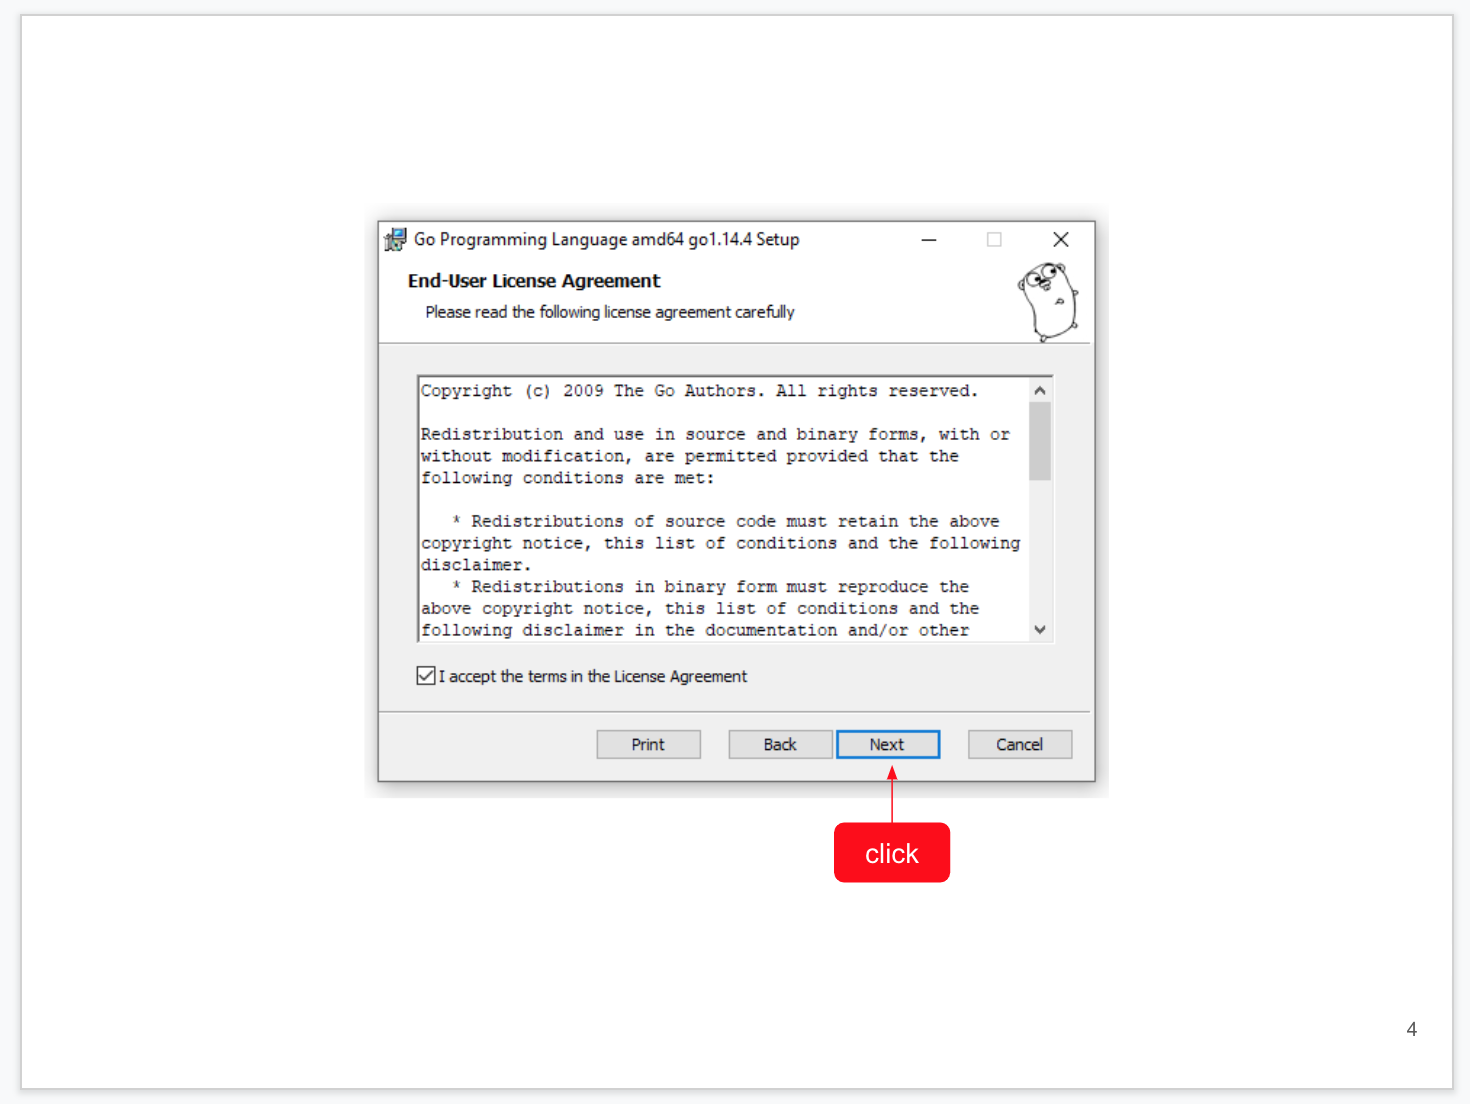 Go Programming Language amd64 go1.14.4 Setup
End-User License Agreement
Please read the following license agreement carefully
Copyright (c) 2009 The Go Authors. All rights reserved.
Redistribution and use in source and binary forms, with or
without modification, are permitted provided that the
following conditions are met:
* Redistributions of source code must retain the above
copyright notice, this list of conditions and the following
disclaimer.
* Redistributions in binary form must reproduce the
above copyright notice, this list of conditions and the
following disclaimer in the documentation and/or other
I accept the terms in the License Agreement
Print Back Next Cancel
click
4